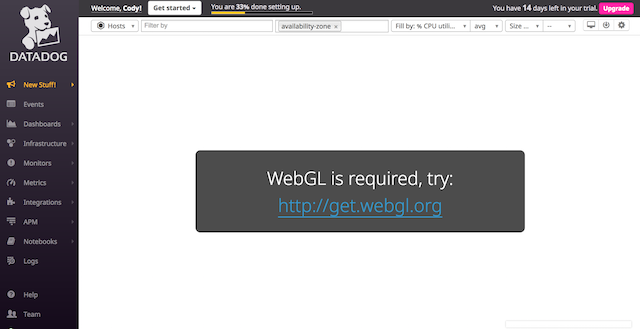 Welcome, Cody!
Get started
You are 33% done setting up.
You have 14 days left in your trial.
Upgrade
DATADOG
Hosts
Filter by
availability-zone ×
Fill by: % CPU utili...
avg
Size ...
--
New Stuff!
Events
Dashboards
Infrastructure
Monitors
Metrics
Integrations
APM
Notebooks
Logs
Help
Team
WebGL is required, try:
http://get.webgl.org